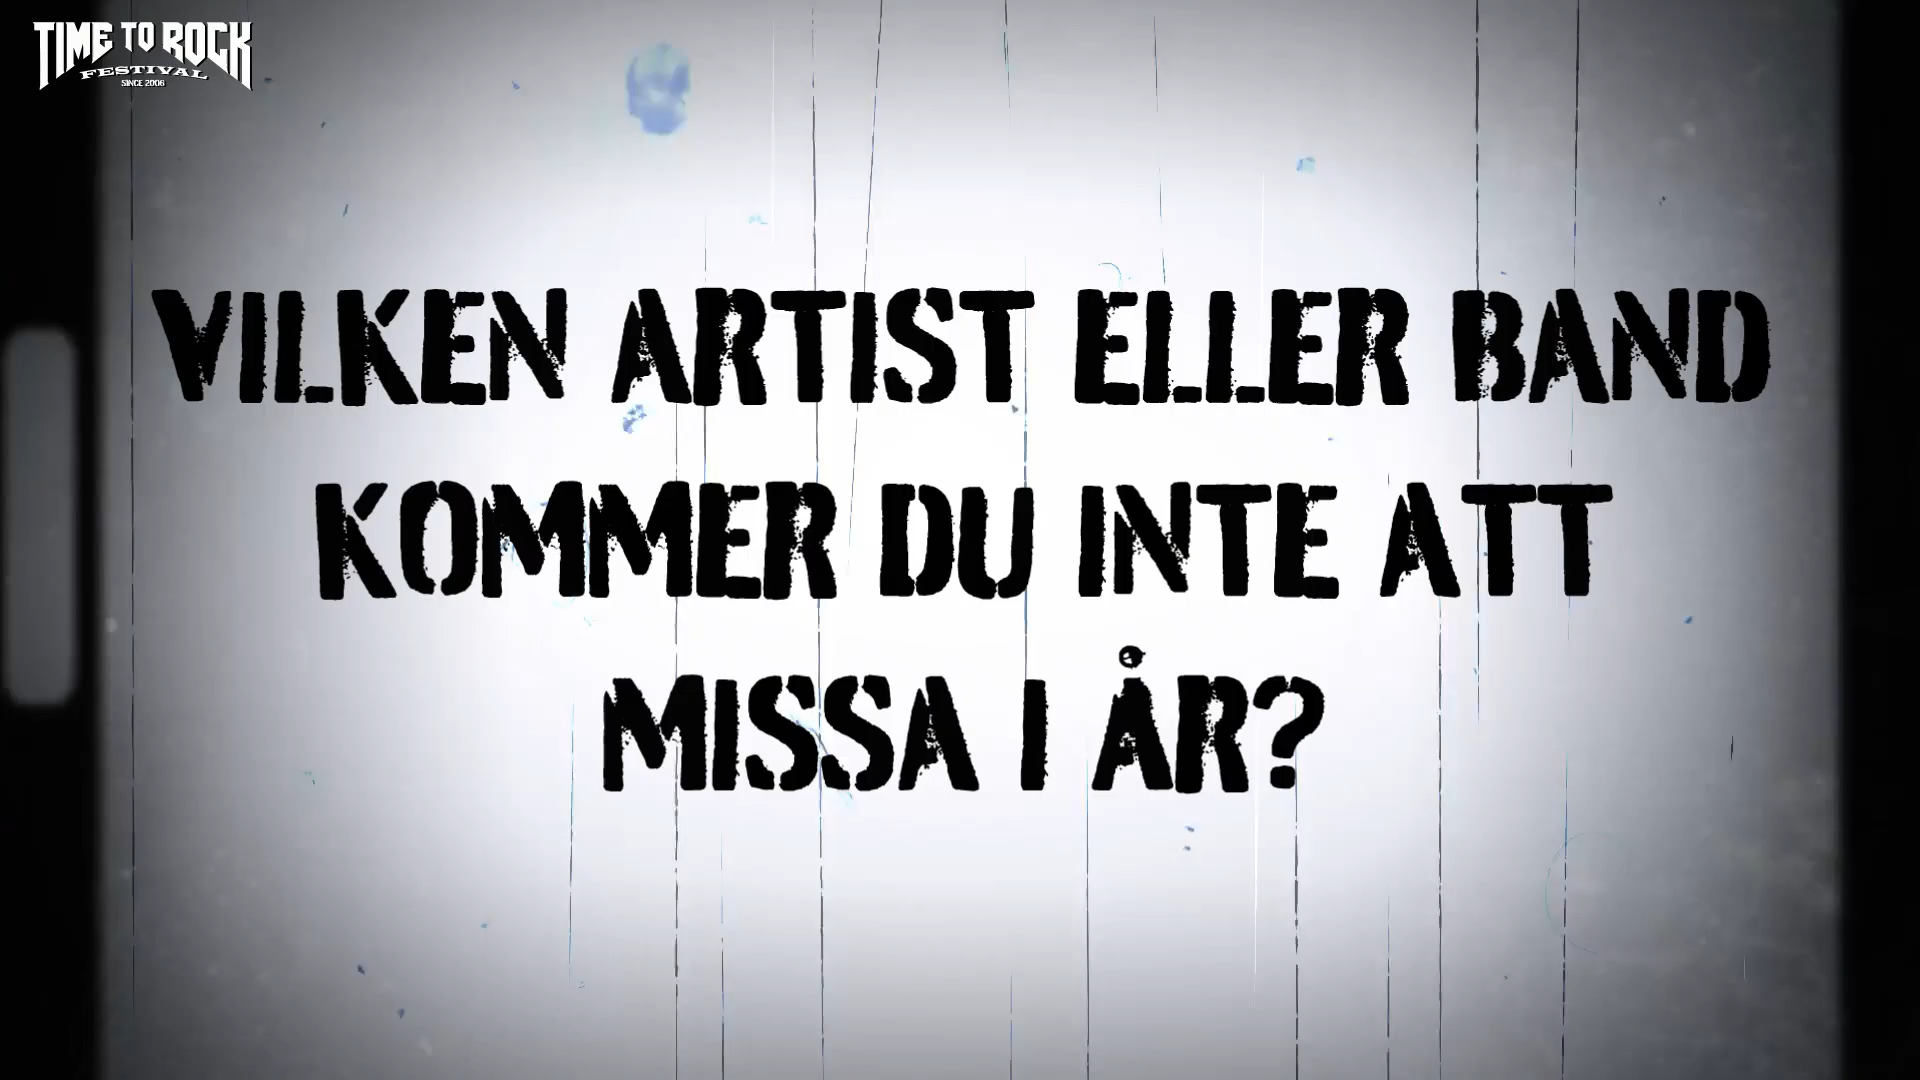 TIME TO ROCK
FESTIVAL
SINCE 2006
VILKEN ARTIST ELLER BAND
KOMMER DU INTE ATT
MISSA I ÅR?